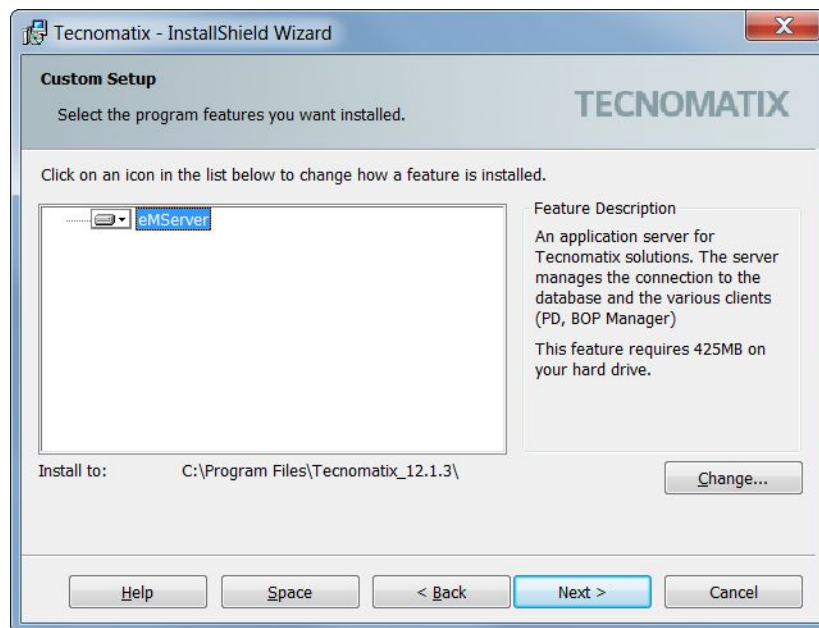 Tecnomatix - InstallShield Wizard
Custom Setup
Select the program features you want installed.
TECNOMATIX
Click on an icon in the list below to change how a feature is installed.
eMServer
Feature Description
An application server for
Tecnomatix solutions. The server
manages the connection to the
database and the various clients
(PD, BOP Manager)
This feature requires 425MB on
your hard drive.
Install to: C:\Program Files\Tecnomatix_12.1.3\
Change...
Help Space < Back Next > Cancel